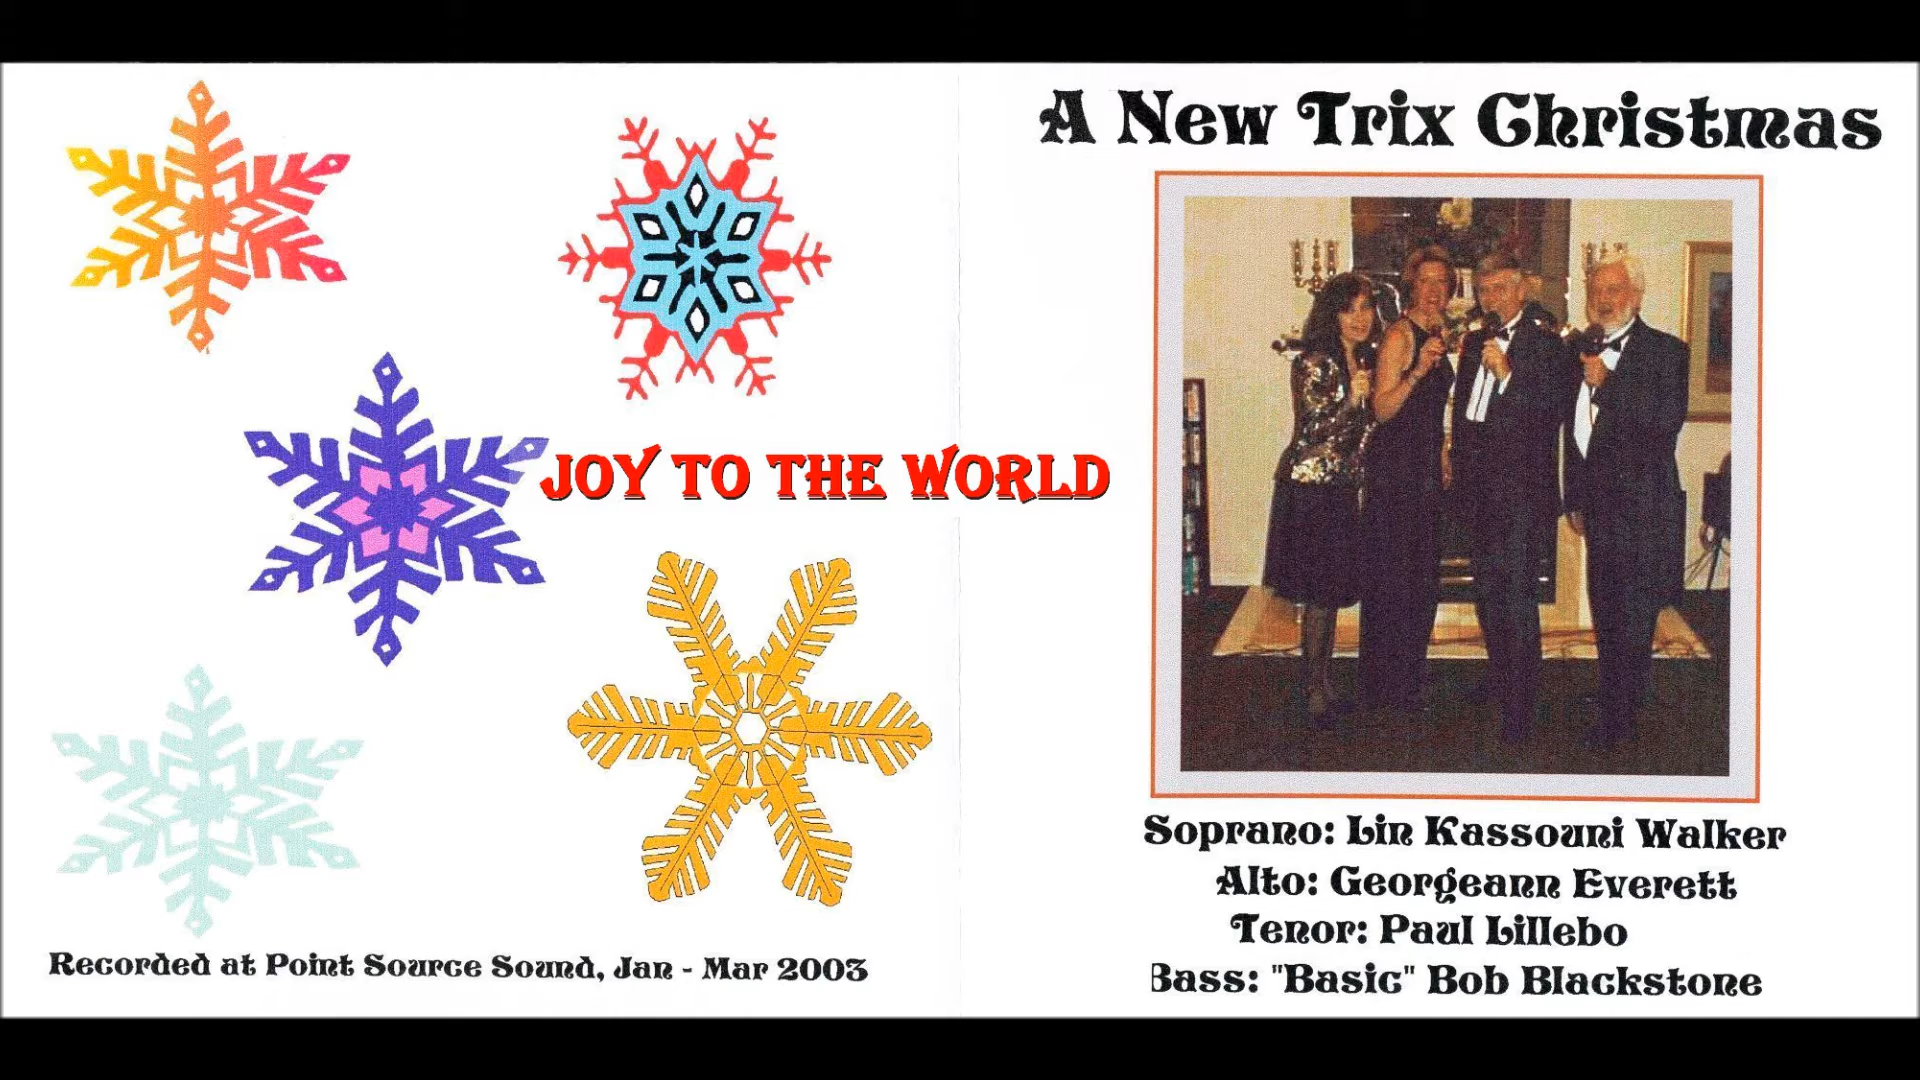 A New Trix Christmas
JOY TO THE WORLD
Soprano: Lin Kassouni Walker
Alto: Georgeann Everett
Tenor: Paul Lillebo
Bass: "Basic" Bob Blackstone
Recorded at Point Source Sound, Jan - Mar 2003